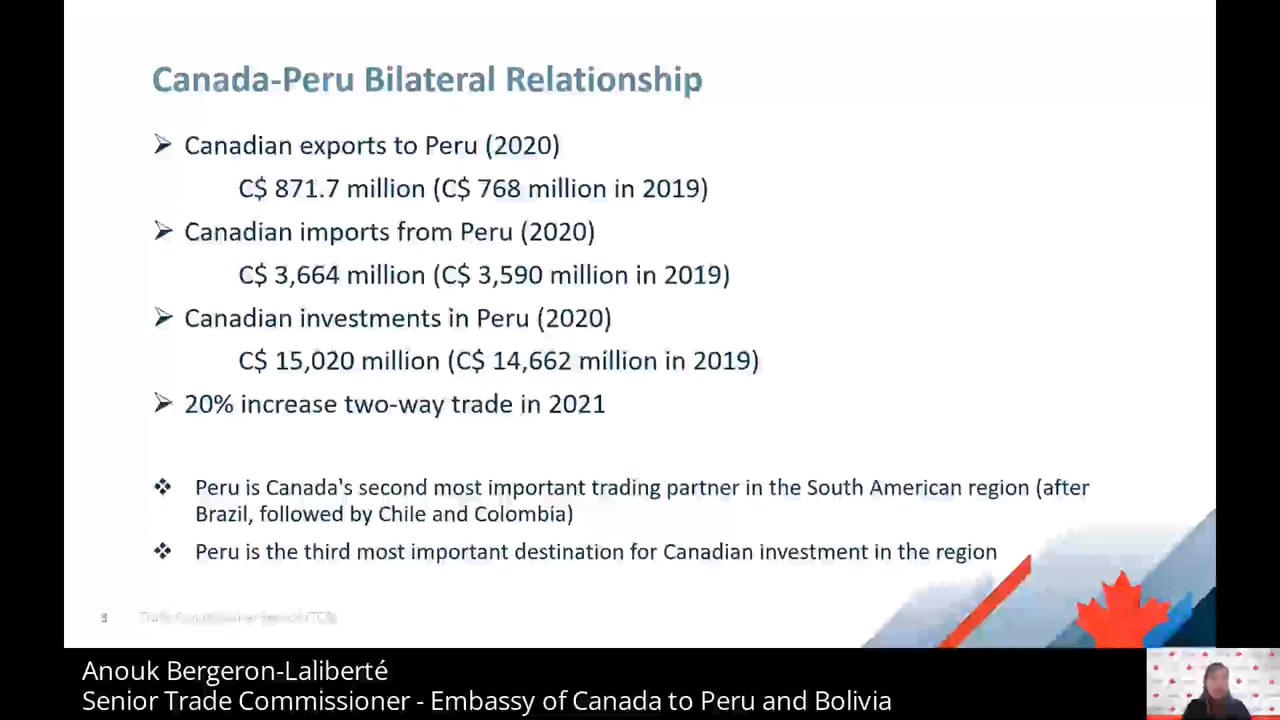 Canada-Peru Bilateral Relationship
➢ Canadian exports to Peru (2020)
C$ 871.7 million (C$ 768 million in 2019)
➢ Canadian imports from Peru (2020)
C$ 3,664 million (C$ 3,590 million in 2019)
➢ Canadian investments in Peru (2020)
C$ 15,020 million (C$ 14,662 million in 2019)
➢ 20% increase two-way trade in 2021
❖ Peru is Canada's second most important trading partner in the South American region (after
Brazil, followed by Chile and Colombia)
❖ Peru is the third most important destination for Canadian investment in the region
Trade Commissioner Service (TCS)
Anouk Bergeron-Laliberté
Senior Trade Commissioner - Embassy of Canada to Peru and Bolivia